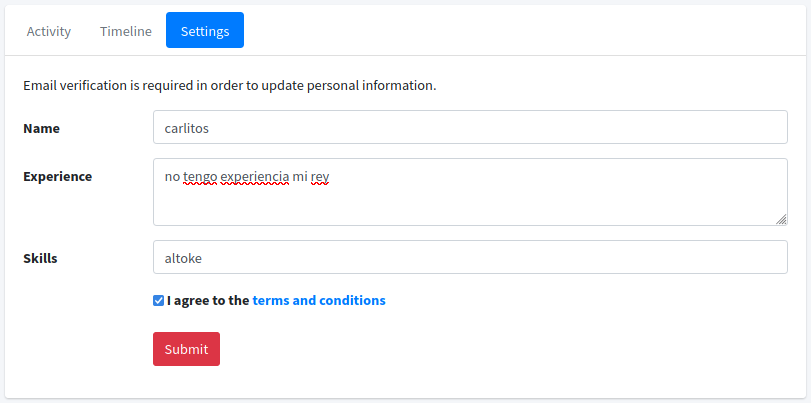 Activity Timeline Settings
Email verification is required in order to update personal information.
Name carlitos
Experience no tengo experiencia mi rey
Skills altoke
I agree to the terms and conditions
Submit